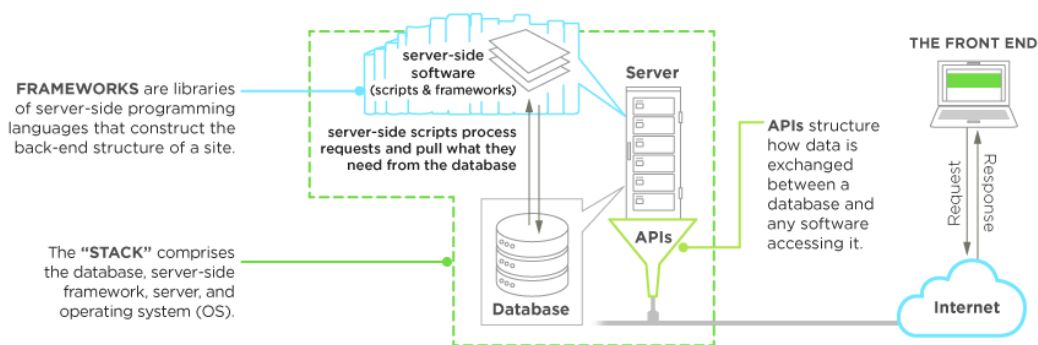 FRAMEWORKS are libraries
of server-side programming
languages that construct the
back-end structure of a site.
The “STACK” comprises
the database, server-side
framework, server, and
operating system (OS).
server-side
software
(scripts & frameworks)
server-side scripts process
requests and pull what they
need from the database
Database
Server
APIs
APIs structure
how data is
exchanged
between a
database and
any software
accessing it.
THE FRONT END
Request
Response
Internet